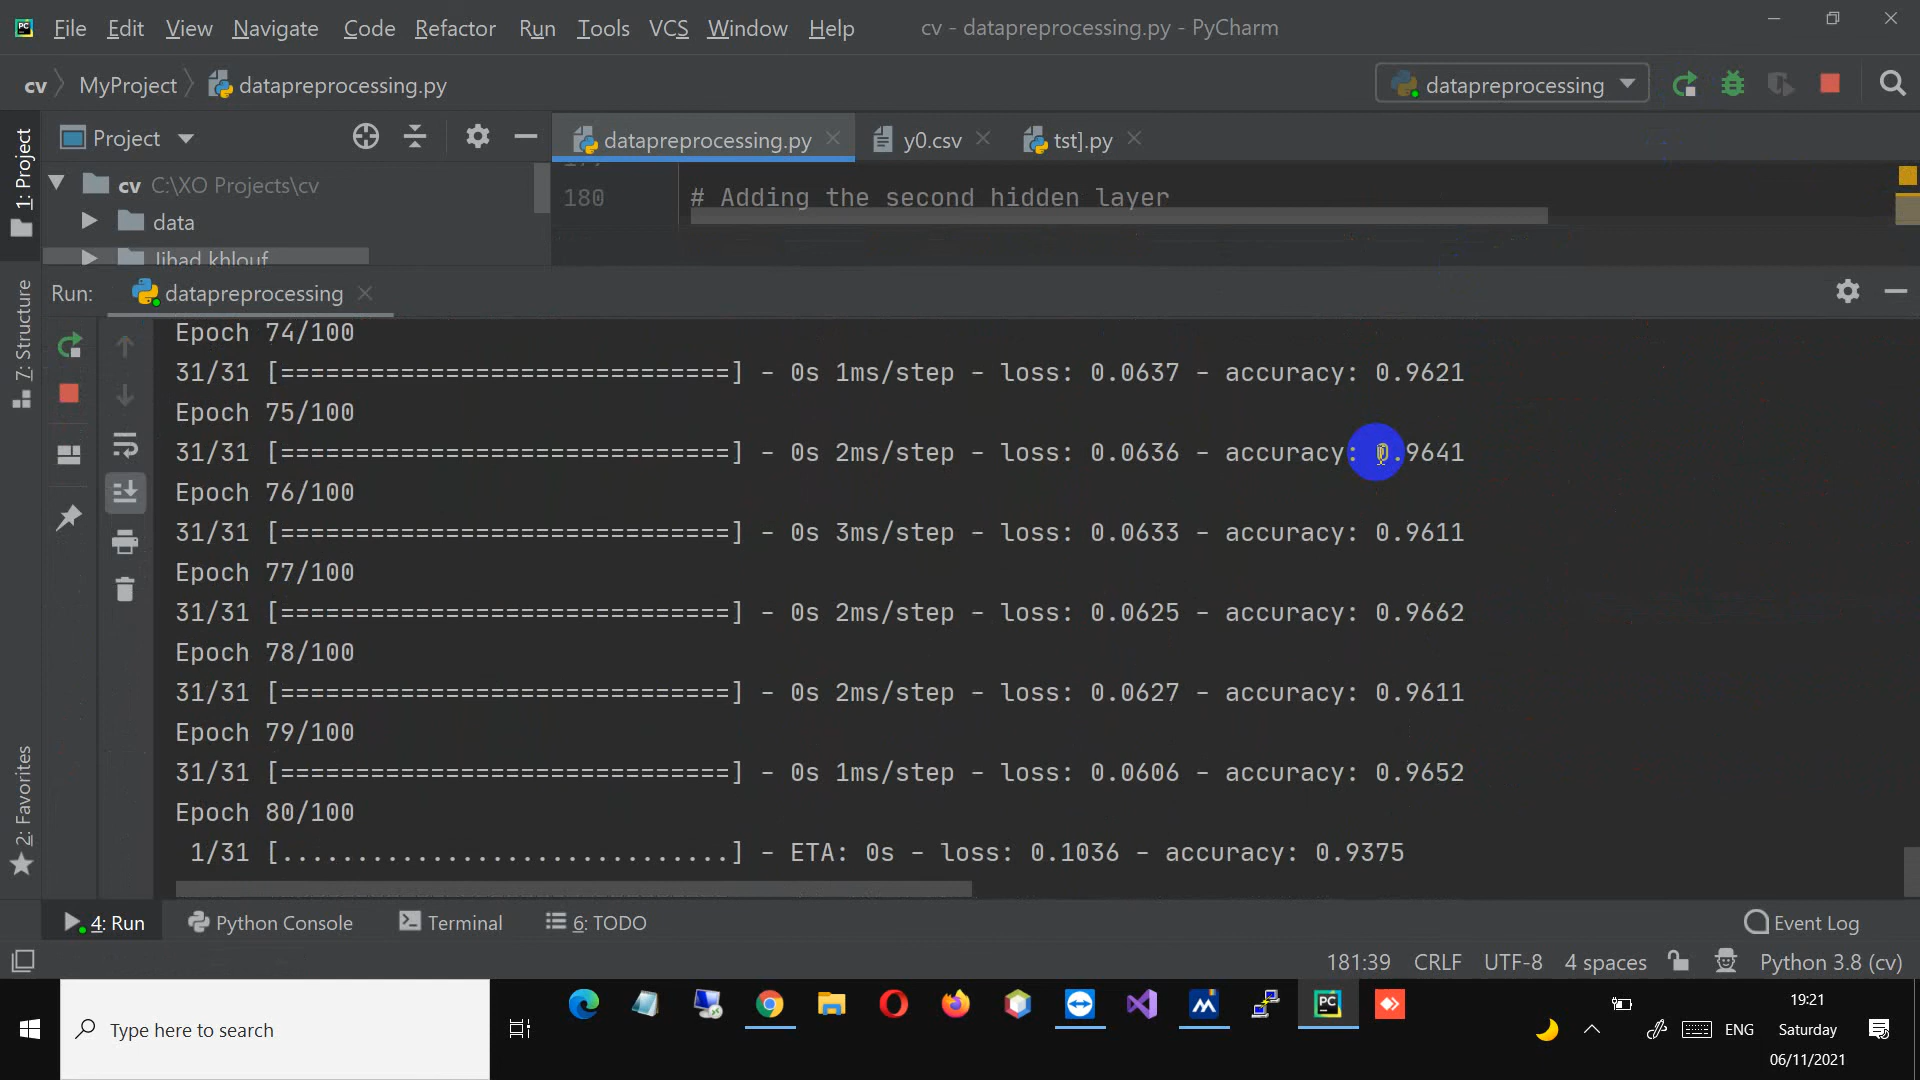 File Edit View Navigate Code Refactor Run Tools VCS Window Help cv - datapreprocessing.py - PyCharm
cv MyProject datapreprocessing.py datapreprocessing
Project datapreprocessing.py y0.csv tst].py
1: Project
cv C:\XO Projects\cv
180 # Adding the second hidden layer
data
Jihad khlouf
Run: datapreprocessing
7: Structure
2: Favorites
Epoch 74/100
31/31 [==============================] - 0s 1ms/step - loss: 0.0637 - accuracy: 0.9621
Epoch 75/100
31/31 [==============================] - 0s 2ms/step - loss: 0.0636 - accuracy: 0.9641
Epoch 76/100
31/31 [==============================] - 0s 3ms/step - loss: 0.0633 - accuracy: 0.9611
Epoch 77/100
31/31 [==============================] - 0s 2ms/step - loss: 0.0625 - accuracy: 0.9662
Epoch 78/100
31/31 [==============================] - 0s 2ms/step - loss: 0.0627 - accuracy: 0.9611
Epoch 79/100
31/31 [==============================] - 0s 1ms/step - loss: 0.0606 - accuracy: 0.9652
Epoch 80/100
1/31 [..............................] - ETA: 0s - loss: 0.1036 - accuracy: 0.9375
4: Run Python Console Terminal 6: TODO Event Log
181:39 CRLF UTF-8 4 spaces Python 3.8 (cv)
Type here to search
19:21
ENG Saturday
06/11/2021